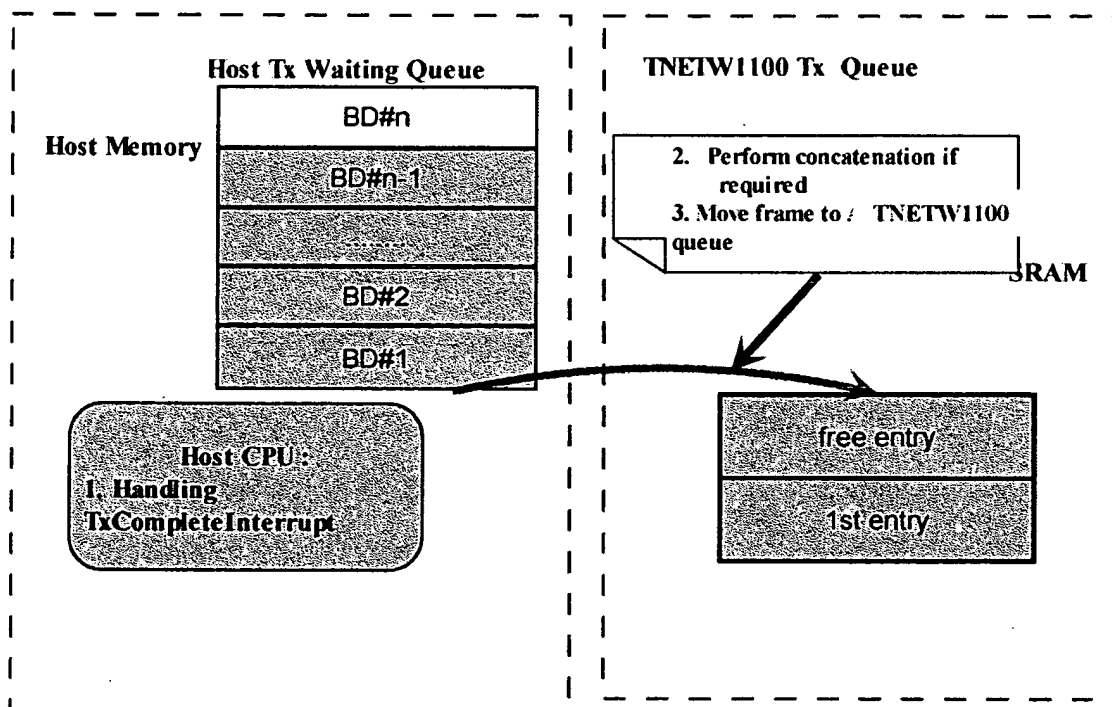 Host Tx Waiting Queue
Host Memory
BD#n
BD#n-1
........
BD#2
BD#1
Host CPU :
1. Handling
TxCompleteInterrupt
TNETW1100 Tx Queue
2. Perform concatenation if
required
3. Move frame to TNETW1100
queue
SRAM
free entry
1st entry